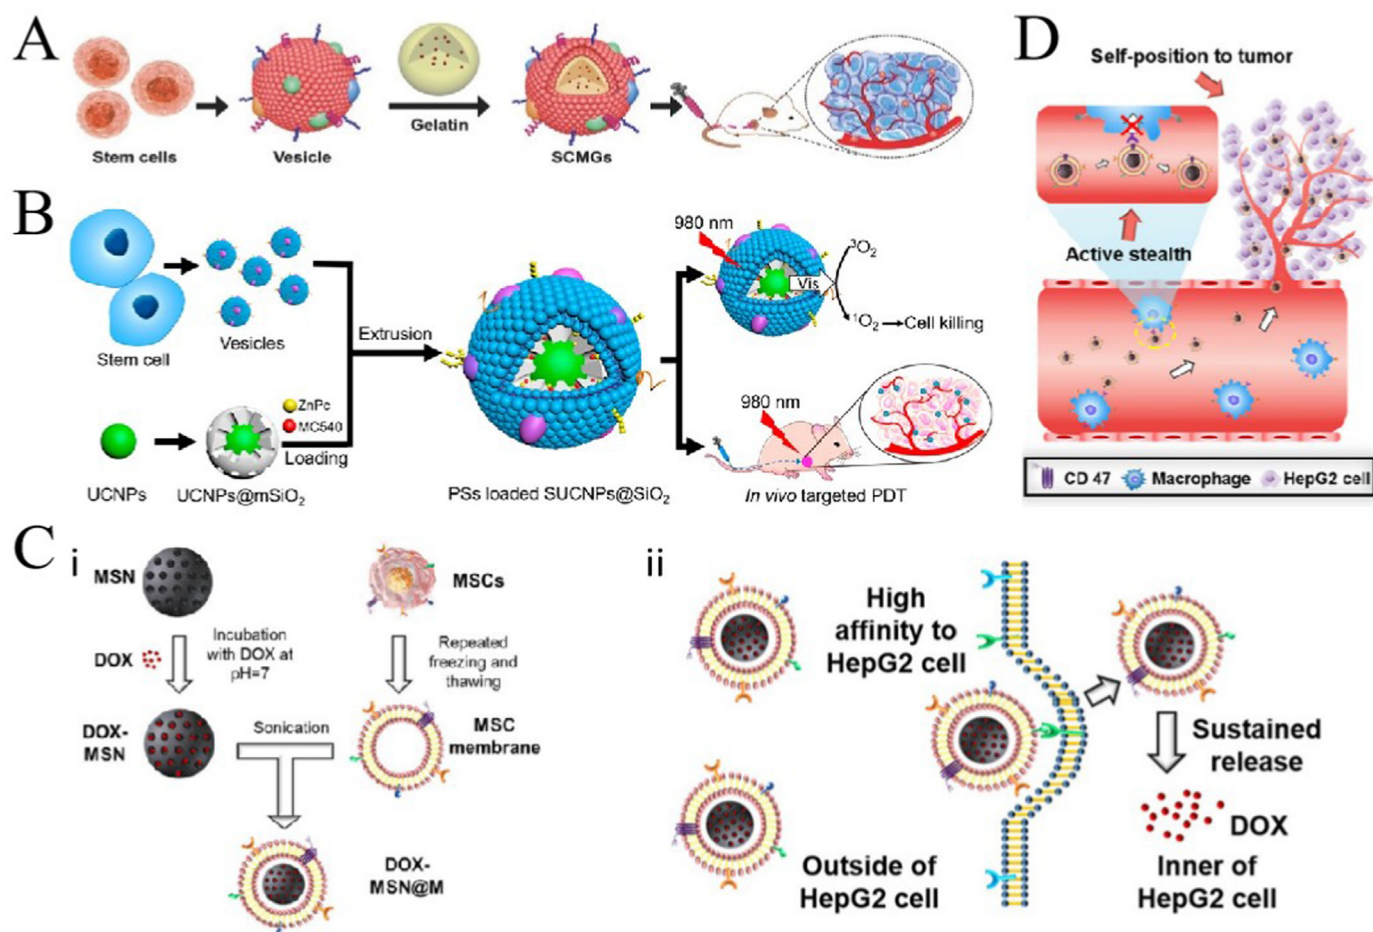 A
Stem cells
Vesicle
Gelatin
SCMGs
B
Stem cell
Vesicles
UCNPs
UCNPs@mSiO₂
ZnPc
MC540
Loading
Extrusion
PSs loaded SUCNPs@SiO₂
980 nm
Vis
³O₂
¹O₂
Cell killing
980 nm
In vivo targeted PDT
D
Self-position to tumor
Active stealth
CD 47
Macrophage
HepG2 cell
C
i
MSN
DOX
Incubation
with DOX at
pH=7
DOX-
MSN
MSCs
Repeated
freezing and
thawing
MSC
membrane
Sonication
DOX-
MSN@M
ii
High
affinity to
HepG2 cell
Outside of
HepG2 cell
Sustained
release
DOX
Inner of
HepG2 cell